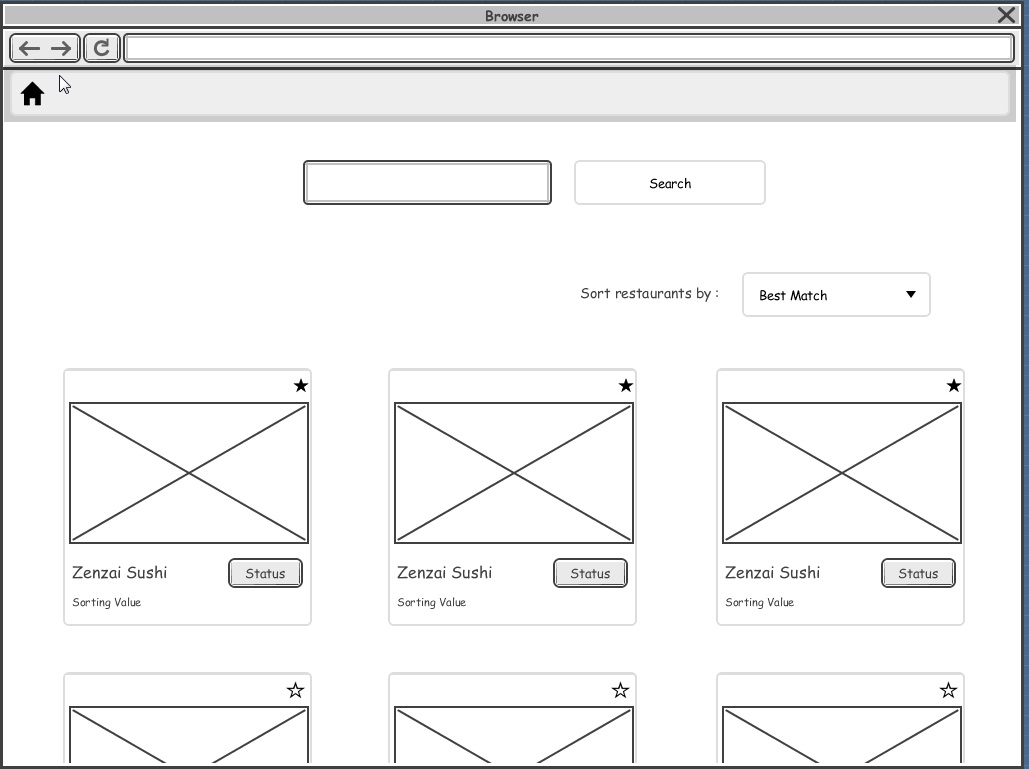 Browser
Search
Sort restaurants by :
Best Match
Zenzai Sushi
Status
Sorting Value
Zenzai Sushi
Status
Sorting Value
Zenzai Sushi
Status
Sorting Value